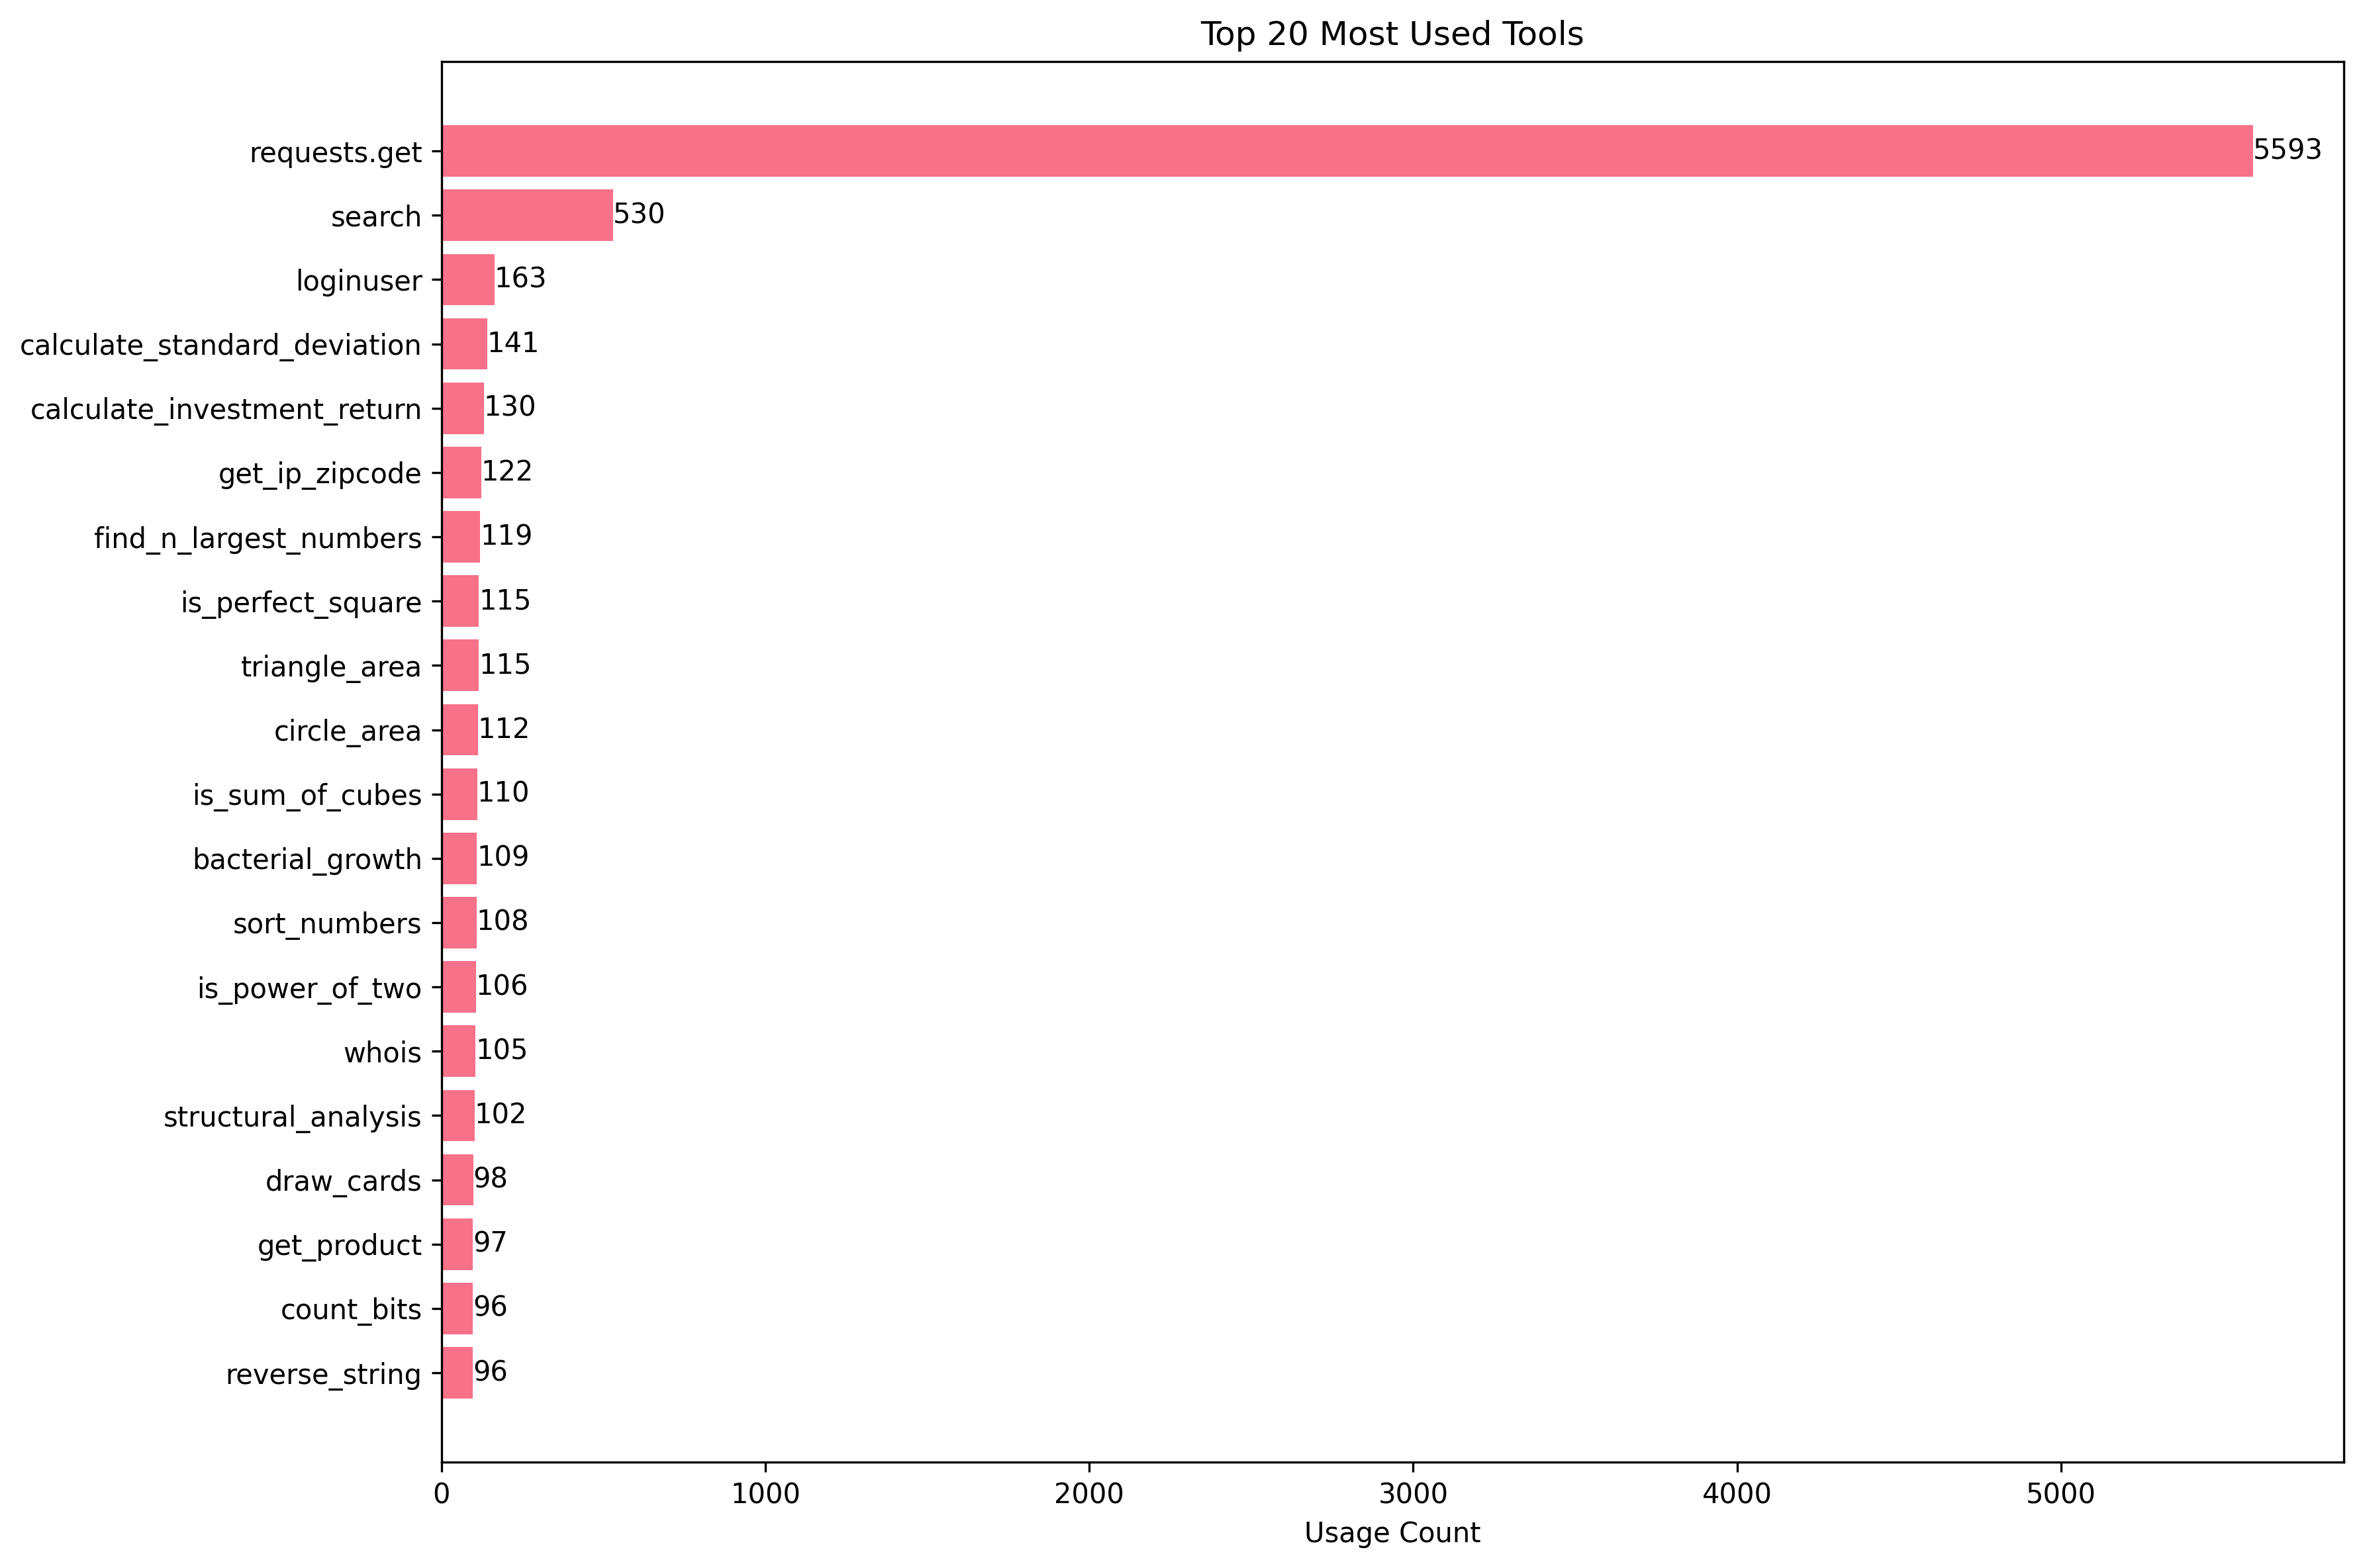 Top 20 Most Used Tools
requests.get 5593
search 530
loginuser 163
calculate_standard_deviation 141
calculate_investment_return 130
get_ip_zipcode 122
find_n_largest_numbers 119
is_perfect_square 115
triangle_area 115
circle_area 112
is_sum_of_cubes 110
bacterial_growth 109
sort_numbers 108
is_power_of_two 106
whois 105
structural_analysis 102
draw_cards 98
get_product 97
count_bits 96
reverse_string 96
0 1000 2000 3000 4000 5000
Usage Count